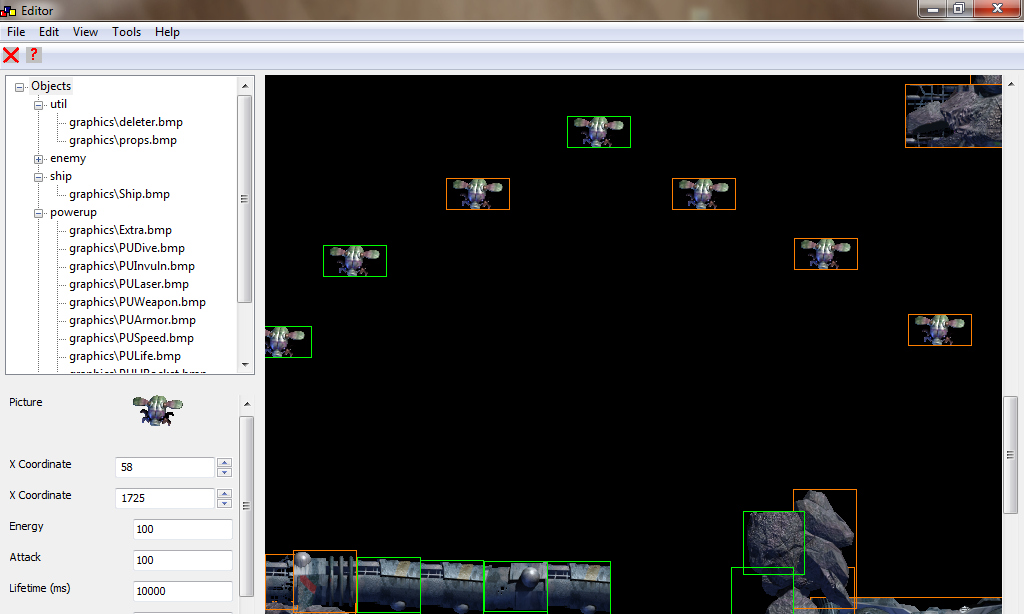 Editor
File Edit View Tools Help
?
Objects
util
graphics\deleter.bmp
graphics\props.bmp
enemy
ship
graphics\Ship.bmp
powerup
graphics\Extra.bmp
graphics\PUDive.bmp
graphics\PUInvuln.bmp
graphics\PULaser.bmp
graphics\PUWeapon.bmp
graphics\PUArmor.bmp
graphics\PUSpeed.bmp
graphics\PULife.bmp
Picture
X Coordinate 58
X Coordinate 1725
Energy 100
Attack 100
Lifetime (ms) 10000